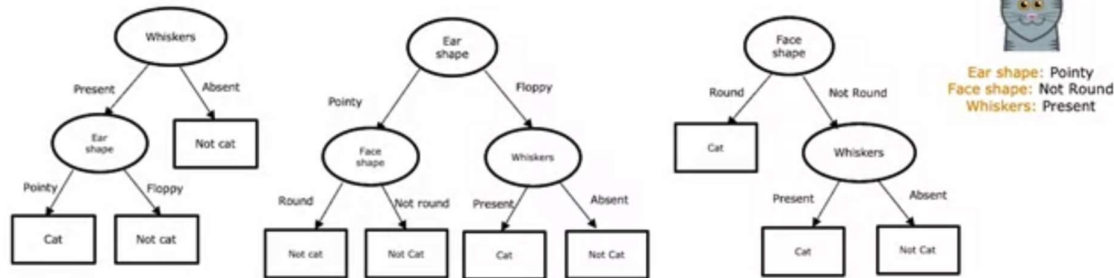 Whiskers
Present
Absent
Ear
shape
Not cat
Pointy
Floppy
Cat
Not cat
Ear
shape
Pointy
Floppy
Face
shape
Whiskers
Round
Not round
Present
Absent
Not cat
Not Cat
Cat
Not Cat
Face
shape
Round
Not Round
Cat
Whiskers
Present
Absent
Cat
Not Cat
Ear shape: Pointy
Face shape: Not Round
Whiskers: Present